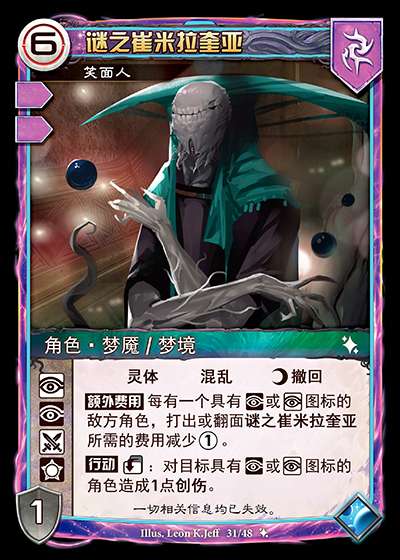 6
谜之崔米拉奎亚
笑面人
角色·梦魇/梦境
灵体 混乱 撤回
额外费用 每有一个具有或图标的
敌方角色，打出或翻面谜之崔米拉奎亚
所需的费用减少①。
行动：对目标具有或图标的
角色造成1点创伤。
一切相关信息均已失效。
1
Illus. Leon K.Jeff 31/48